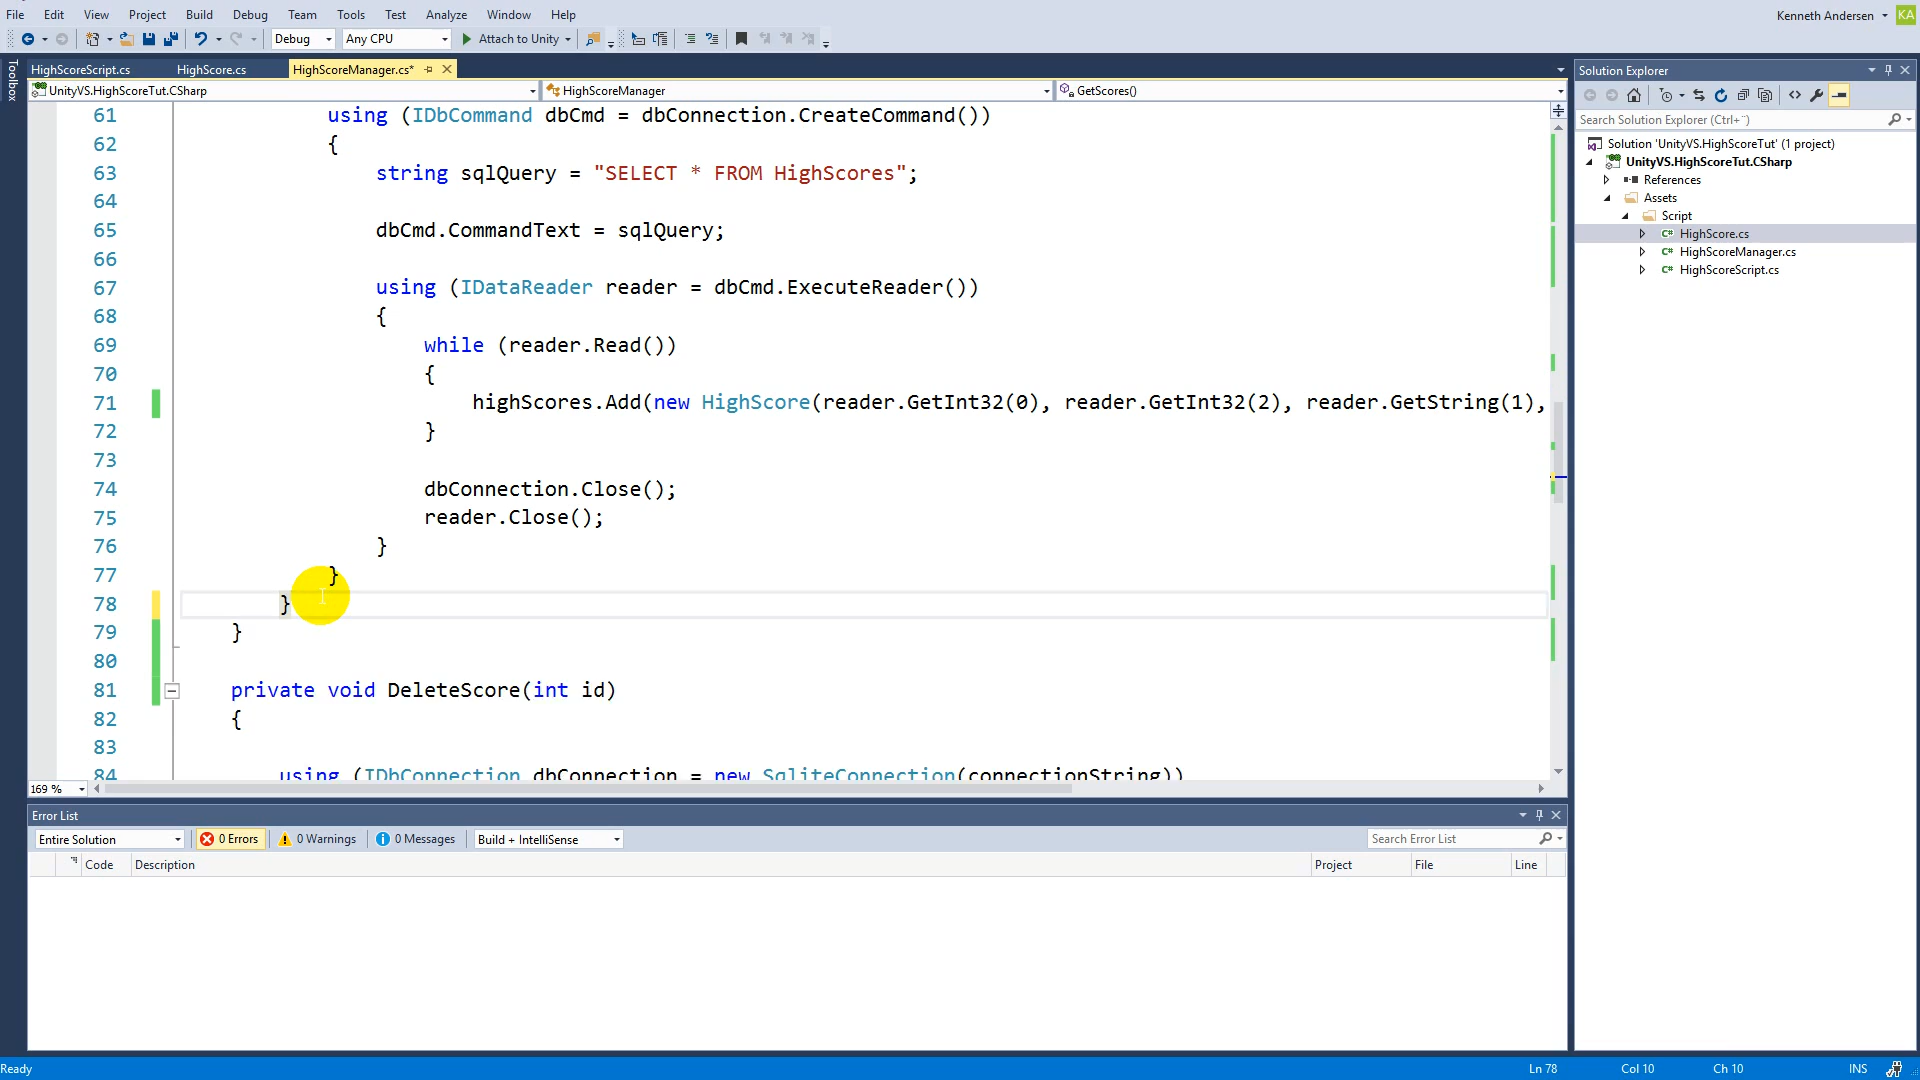 File Edit View Project Build Debug Team Tools Test Analyze Window Help Kenneth Andersen KA
Debug Any CPU Attach to Unity
Toolbox
HighScoreScript.cs HighScore.cs HighScoreManager.cs*
UnityVS.HighScoreTut.CSharp HighScoreManager GetScores()
61 using (IDbCommand dbCmd = dbConnection.CreateCommand())
62 {
63 string sqlQuery = "SELECT * FROM HighScores";
64
65 dbCmd.CommandText = sqlQuery;
66
67 using (IDataReader reader = dbCmd.ExecuteReader())
68 {
69 while (reader.Read())
70 {
71 highScores.Add(new HighScore(reader.GetInt32(0), reader.GetInt32(2), reader.GetString(1),
72 }
73
74 dbConnection.Close();
75 reader.Close();
76 }
77 }
78 }
79 }
80
81 private void DeleteScore(int id)
82 {
83
84 using (IDbConnection dbConnection = new SqliteConnection(connectionString))
169 %
Solution Explorer
Search Solution Explorer (Ctrl+¨)
Solution 'UnityVS.HighScoreTut' (1 project)
UnityVS.HighScoreTut.CSharp
References
Assets
Script
C# HighScore.cs
C# HighScoreManager.cs
C# HighScoreScript.cs
Error List
Entire Solution 0 Errors 0 Warnings 0 Messages Build + IntelliSense Search Error List
Code Description Project File Line
Ready Ln 78 Col 10 Ch 10 INS